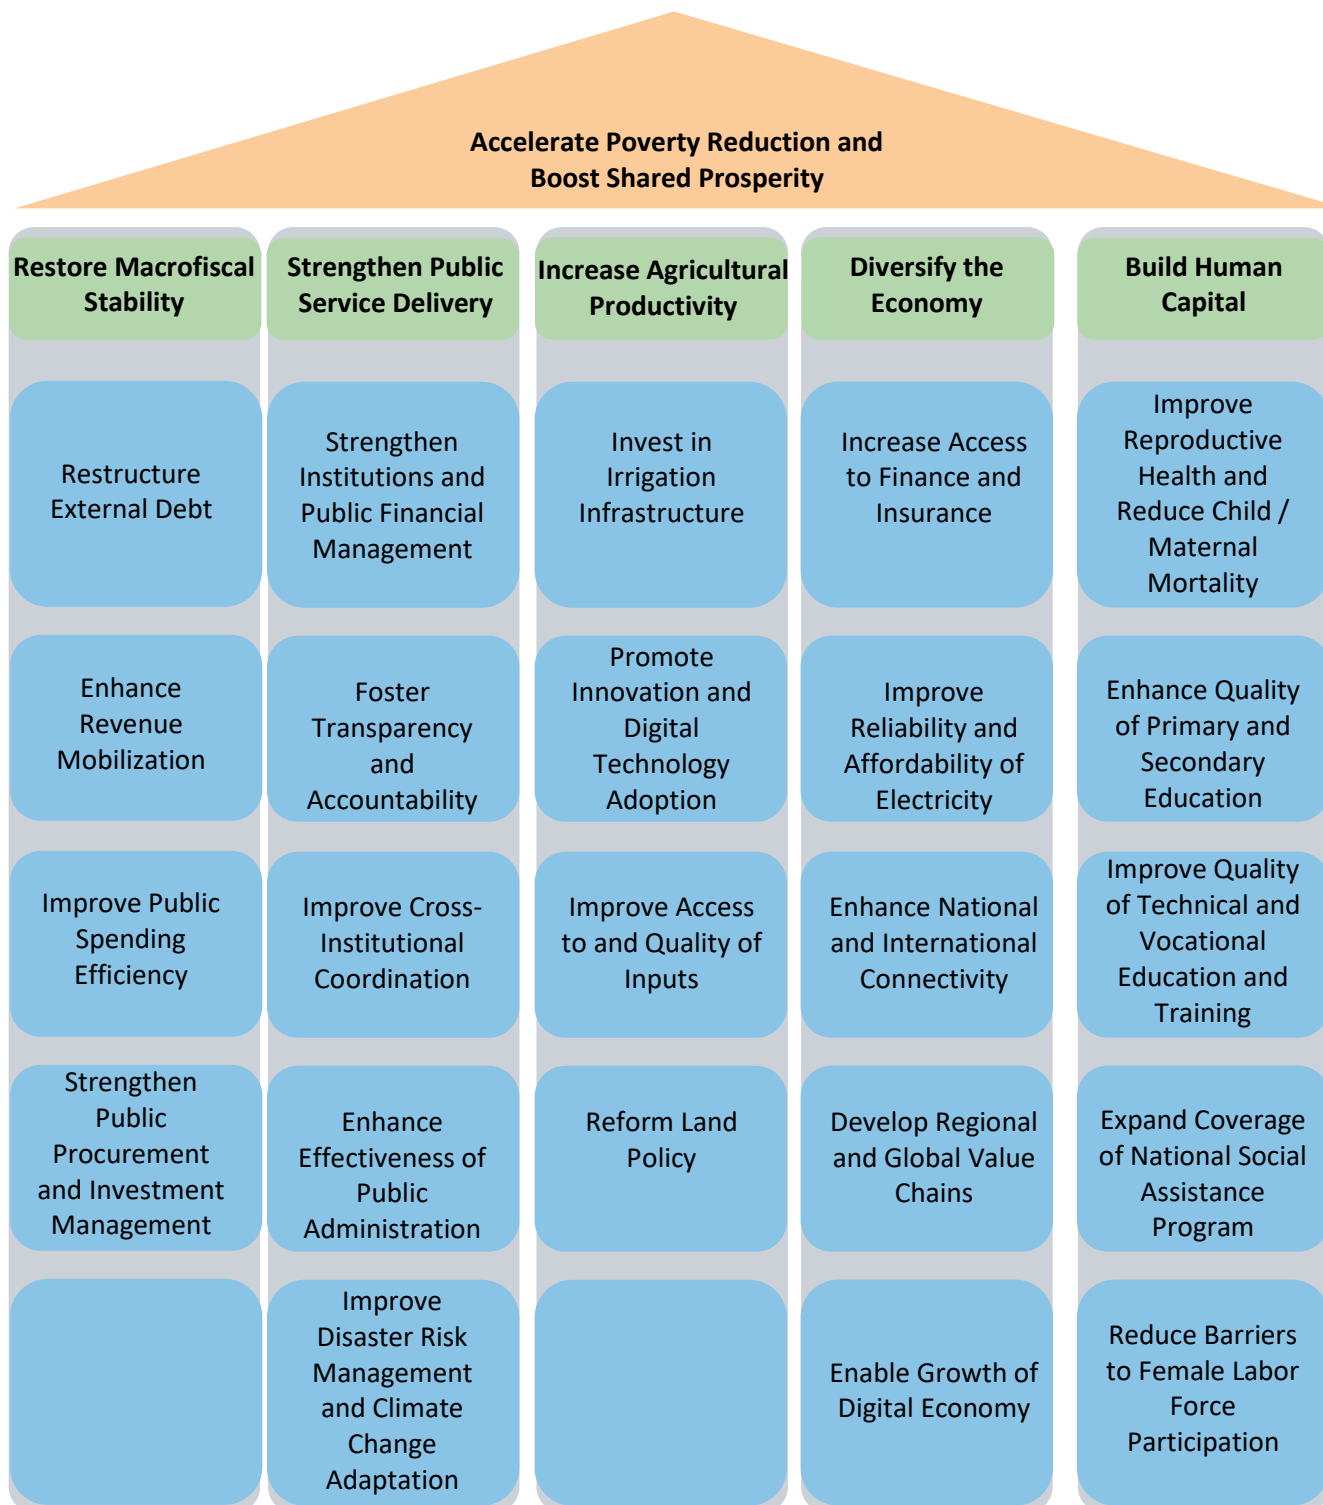 Accelerate Poverty Reduction and
Boost Shared Prosperity
Restore Macrofiscal
Stability
Strengthen Public
Service Delivery
Increase Agricultural
Productivity
Diversify the
Economy
Build Human
Capital
Restructure
External Debt
Strengthen
Institutions and
Public Financial
Management
Invest in
Irrigation
Infrastructure
Increase Access
to Finance and
Insurance
Improve
Reproductive
Health and
Reduce Child /
Maternal
Mortality
Enhance
Revenue
Mobilization
Foster
Transparency
and
Accountability
Promote
Innovation and
Digital
Technology
Adoption
Improve
Reliability and
Affordability of
Electricity
Enhance Quality
of Primary and
Secondary
Education
Improve Public
Spending
Efficiency
Improve Cross-
Institutional
Coordination
Improve Access
to and Quality of
Inputs
Enhance National
and International
Connectivity
Improve Quality
of Technical and
Vocational
Education and
Training
Strengthen
Public
Procurement
and Investment
Management
Enhance
Effectiveness of
Public
Administration
Reform Land
Policy
Develop Regional
and Global Value
Chains
Expand Coverage
of National Social
Assistance
Program
Improve
Disaster Risk
Management
and Climate
Change
Adaptation
Enable Growth of
Digital Economy
Reduce Barriers
to Female Labor
Force
Participation